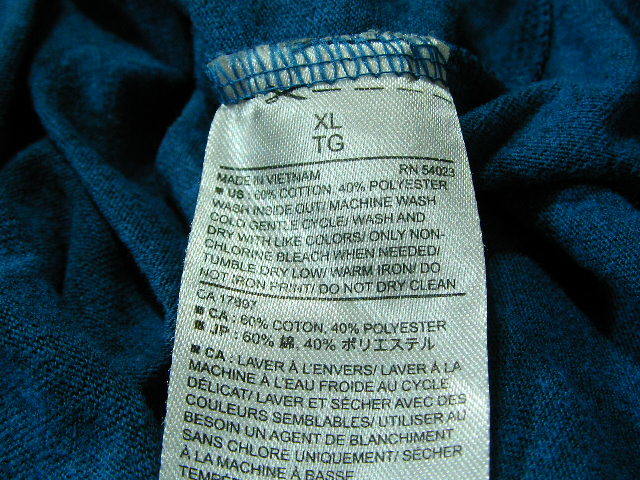 XL
TG
MADE IN VIETNAM RN 54023
■ US : 60% COTTON, 40% POLYESTER
WASH INSIDE OUT/ MACHINE WASH
COLD GENTLE CYCLE/ WASH AND
DRY WITH LIKE COLORS/ ONLY NON-
CHLORINE BLEACH WHEN NEEDED/
TUMBLE DRY LOW/ WARM IRON/ DO
NOT IRON PRINT/ DO NOT DRY CLEAN
CA 17897
■ CA : 60% COTON, 40% POLYESTER
■ JP : 60% 綿, 40% ポリエステル
■ CA : LAVER À L'ENVERS/ LAVER À LA
MACHINE À L'EAU FROIDE AU CYCLE
DÉLICAT/ LAVER ET SÉCHER AVEC DES
COULEURS SEMBLABLES/ UTILISER AU
BESOIN UN AGENT DE BLANCHIMENT
SANS CHLORE UNIQUEMENT/ SÉCHER
À LA MACHINE À BASSE